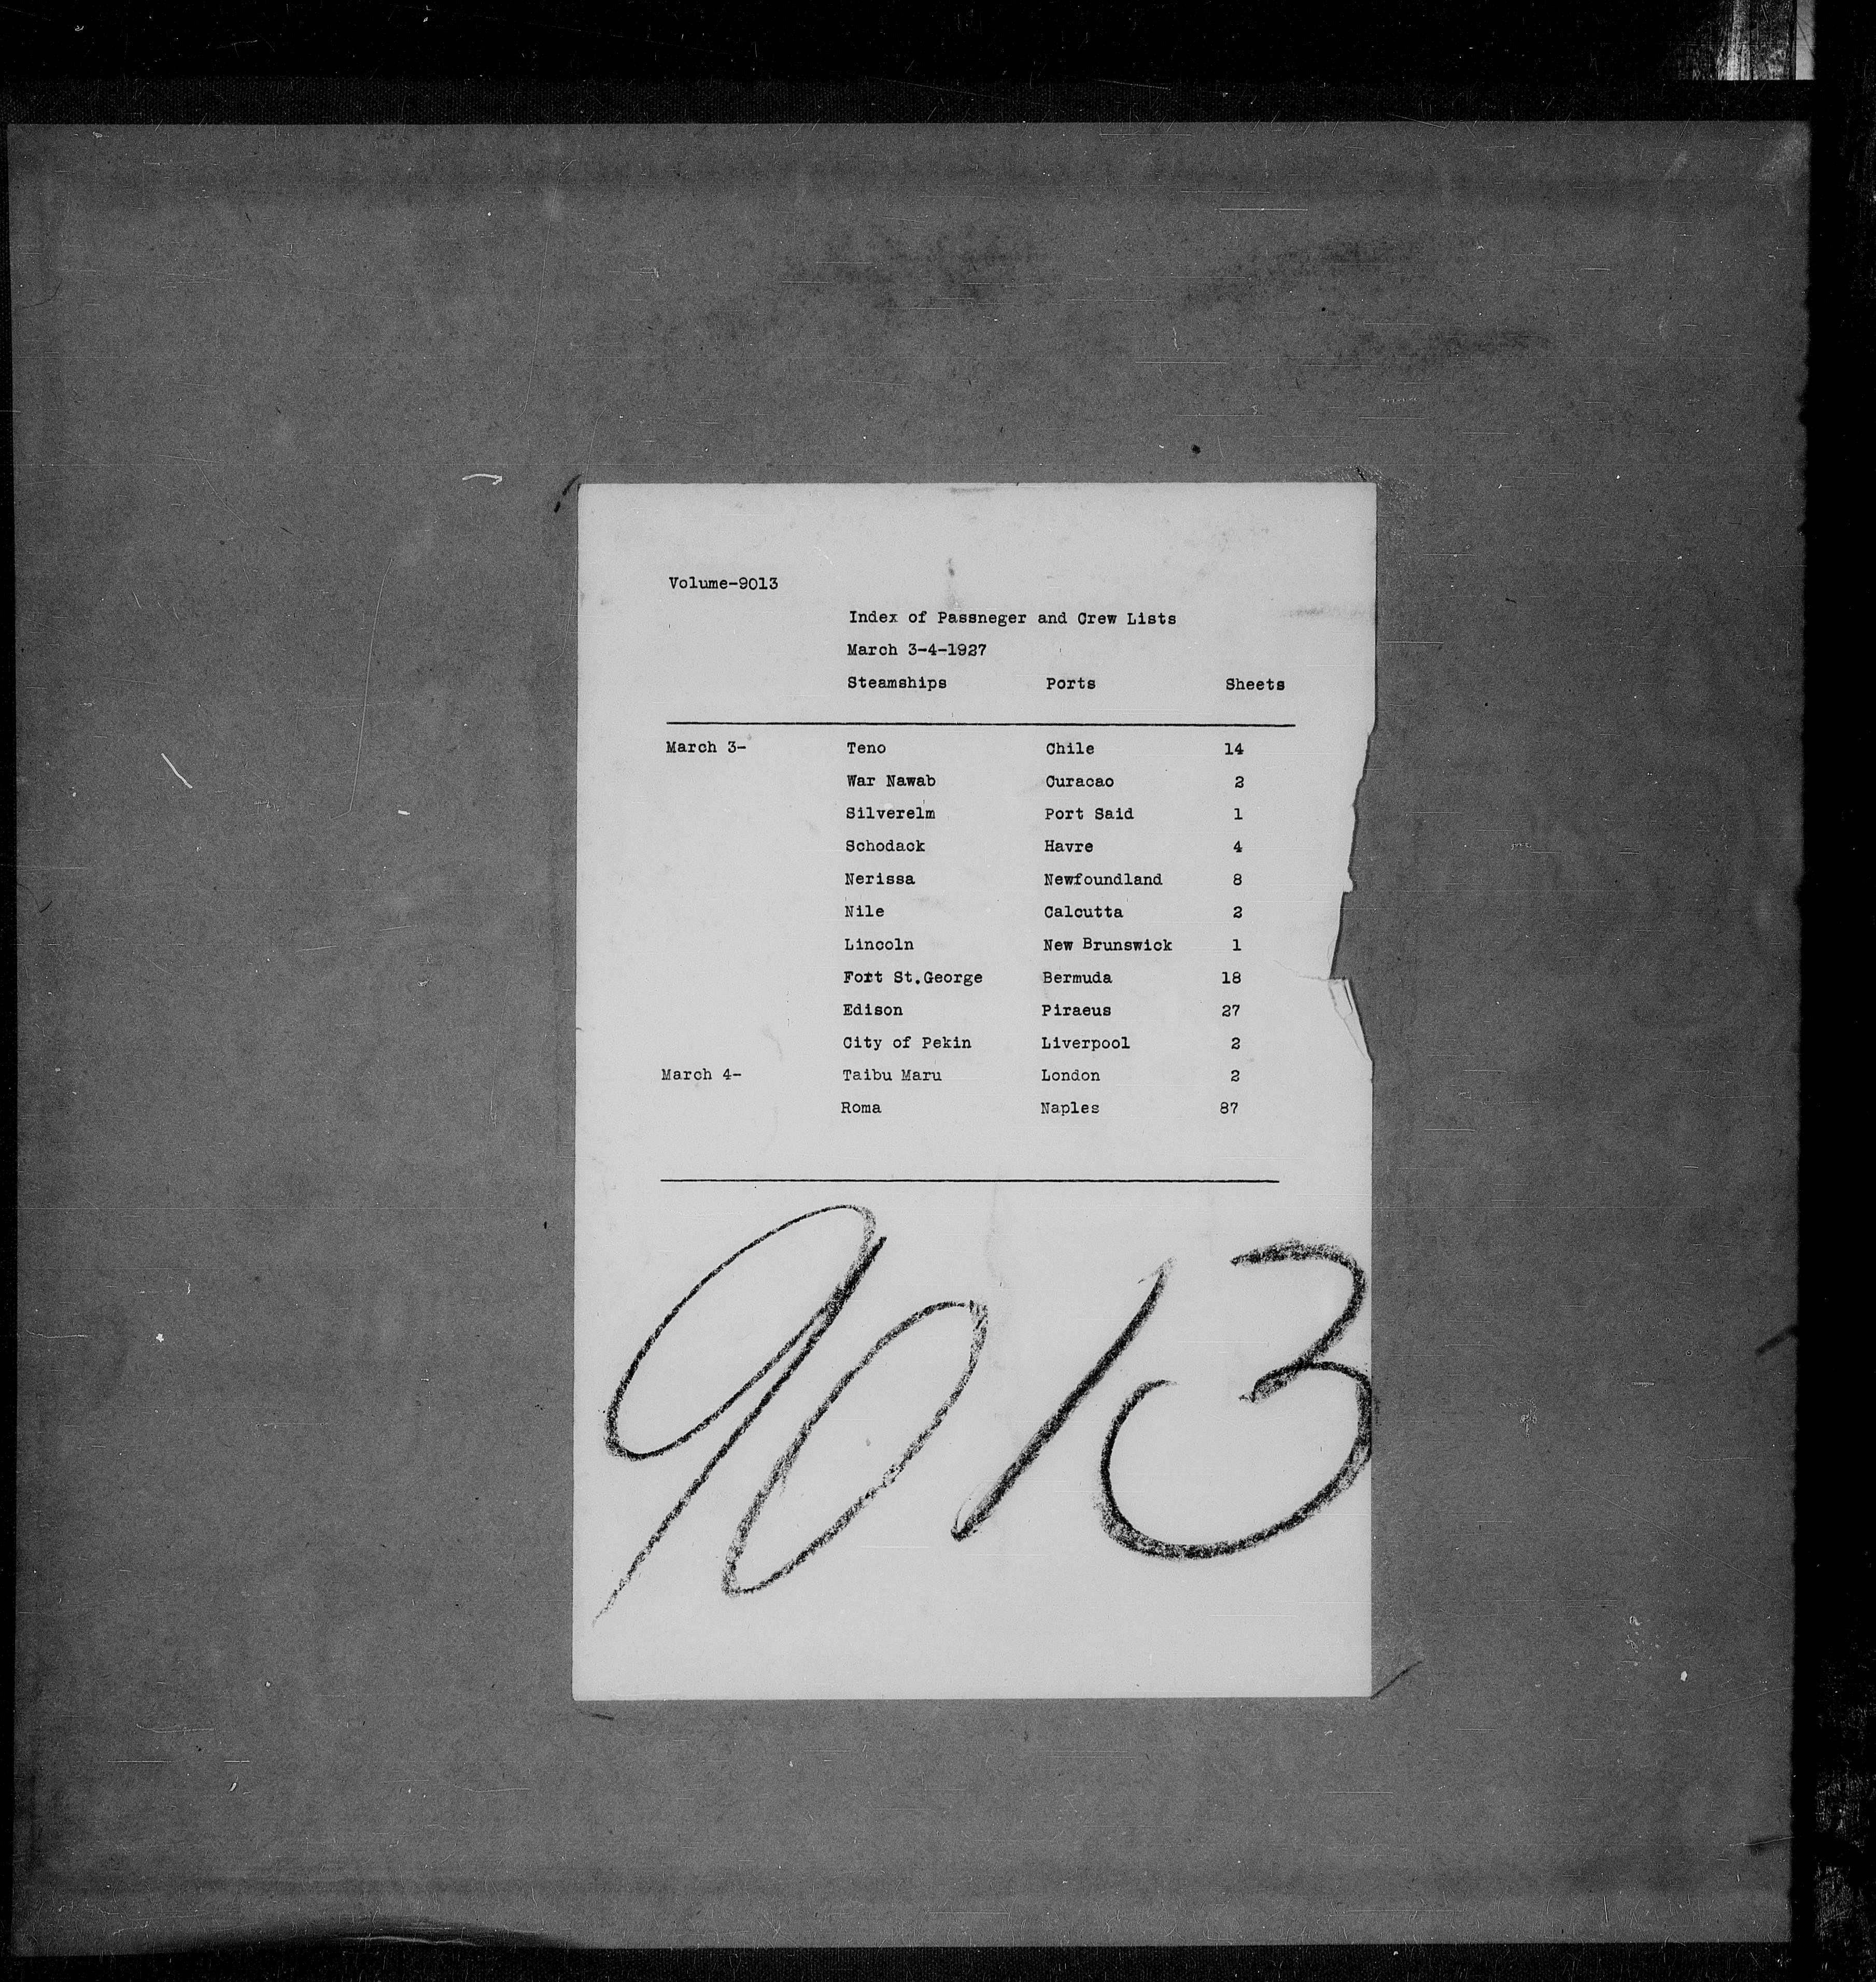 Volume-9013
Index of Passneger and Crew Lists
March 3-4-1927
Steamships Ports Sheets
March 3- Teno Chile 14
War Nawab Curacao 2
Silverelm Port Said 1
Schodack Havre 4
Nerissa Newfoundland 8
Nile Calcutta 2
Lincoln New Brunswick 1
Fort St.George Bermuda 18
Edison Piraeus 27
City of Pekin Liverpool 2
March 4- Taibu Maru London 2
Roma Naples 87
9013